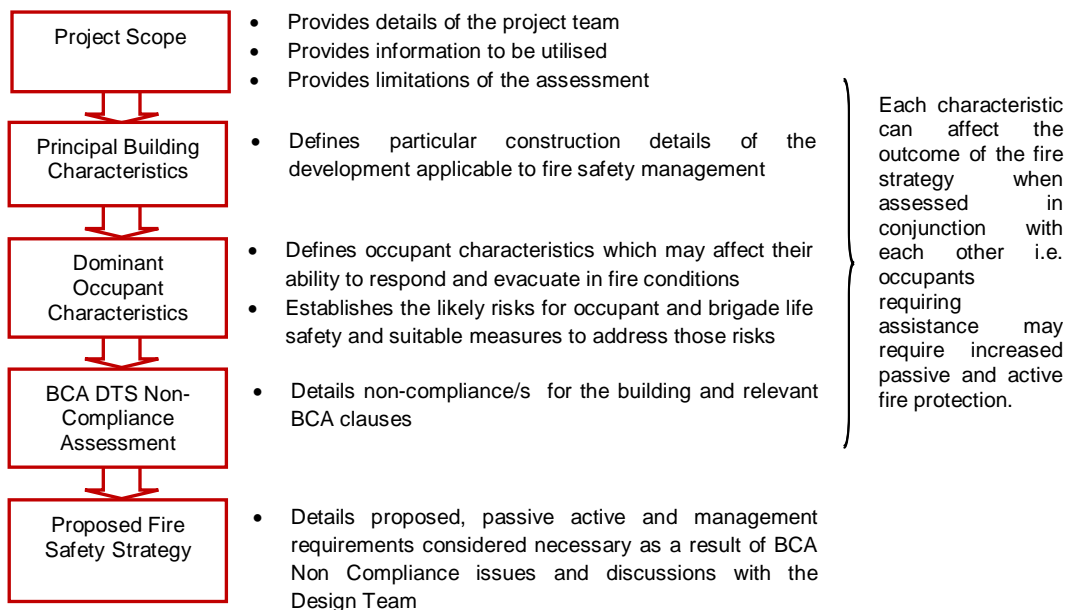 Project Scope
• Provides details of the project team
• Provides information to be utilised
• Provides limitations of the assessment
Principal Building
Characteristics
• Defines particular construction details of the
development applicable to fire safety management
Dominant
Occupant
Characteristics
• Defines occupant characteristics which may affect their
ability to respond and evacuate in fire conditions
• Establishes the likely risks for occupant and brigade life
safety and suitable measures to address those risks
BCA DTS Non-
Compliance
Assessment
• Details non-compliance/s for the building and relevant
BCA clauses
Proposed Fire
Safety Strategy
• Details proposed, passive active and management
requirements considered necessary as a result of BCA
Non Compliance issues and discussions with the
Design Team
Each characteristic
can affect the
outcome of the fire
strategy when
assessed in
conjunction with
each other i.e.
occupants
requiring
assistance may
require increased
passive and active
fire protection.